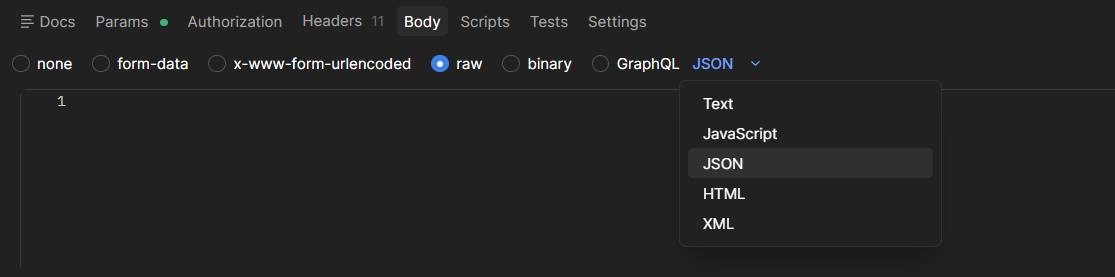 Docs Params Authorization Headers 11 Body Scripts Tests Settings
none form-data x-www-form-urlencoded raw binary GraphQL JSON
1
Text
JavaScript
JSON
HTML
XML